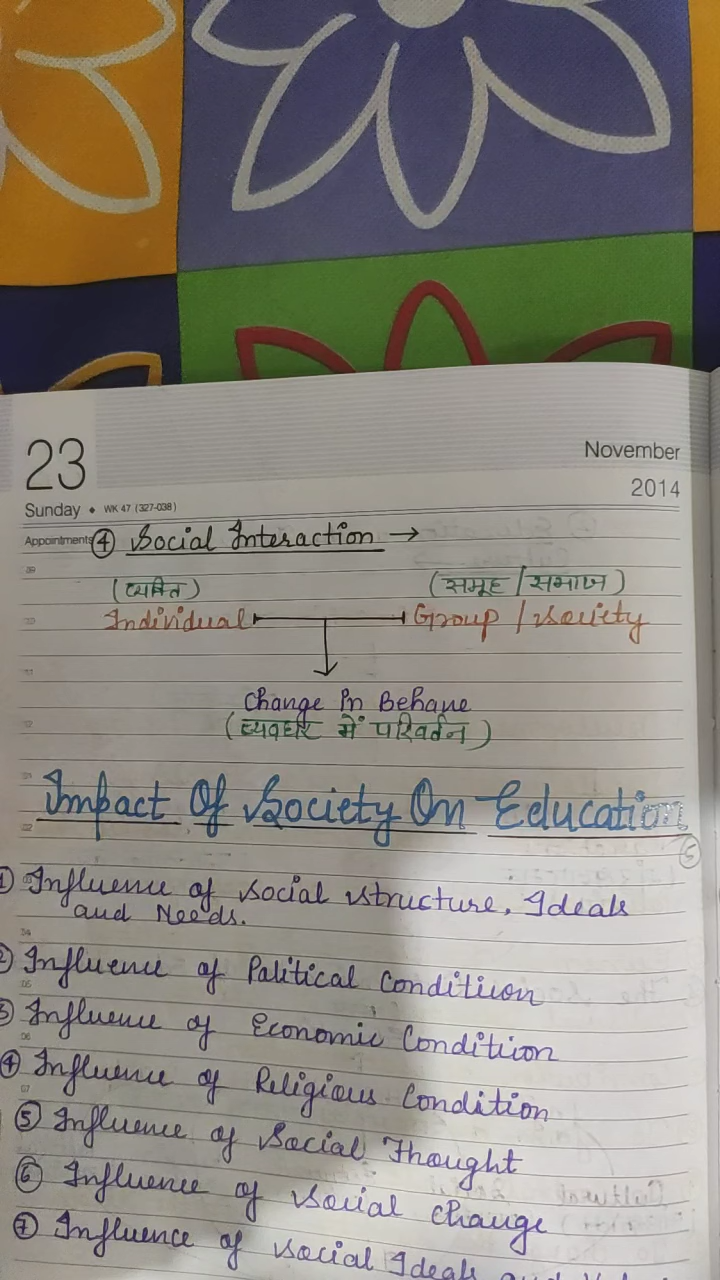 23
November
2014
Sunday • WK 47 (327-038)
Appointments
④ Social Interaction →
(व्यक्ति) (समूह / समाज)
Individual Group / Society
Change In Behave
(व्यवहार में परिवर्तन)
Impact Of Society On Education
① Influence of Social structure, Ideals
and Needs.
② Influence of Political Condition
③ Influence of Economic Condition
④ Influence of Religious Condition
⑤ Influence of Social Thought
⑥ Influence of Social change
⑦ Influence of Social Ideals and